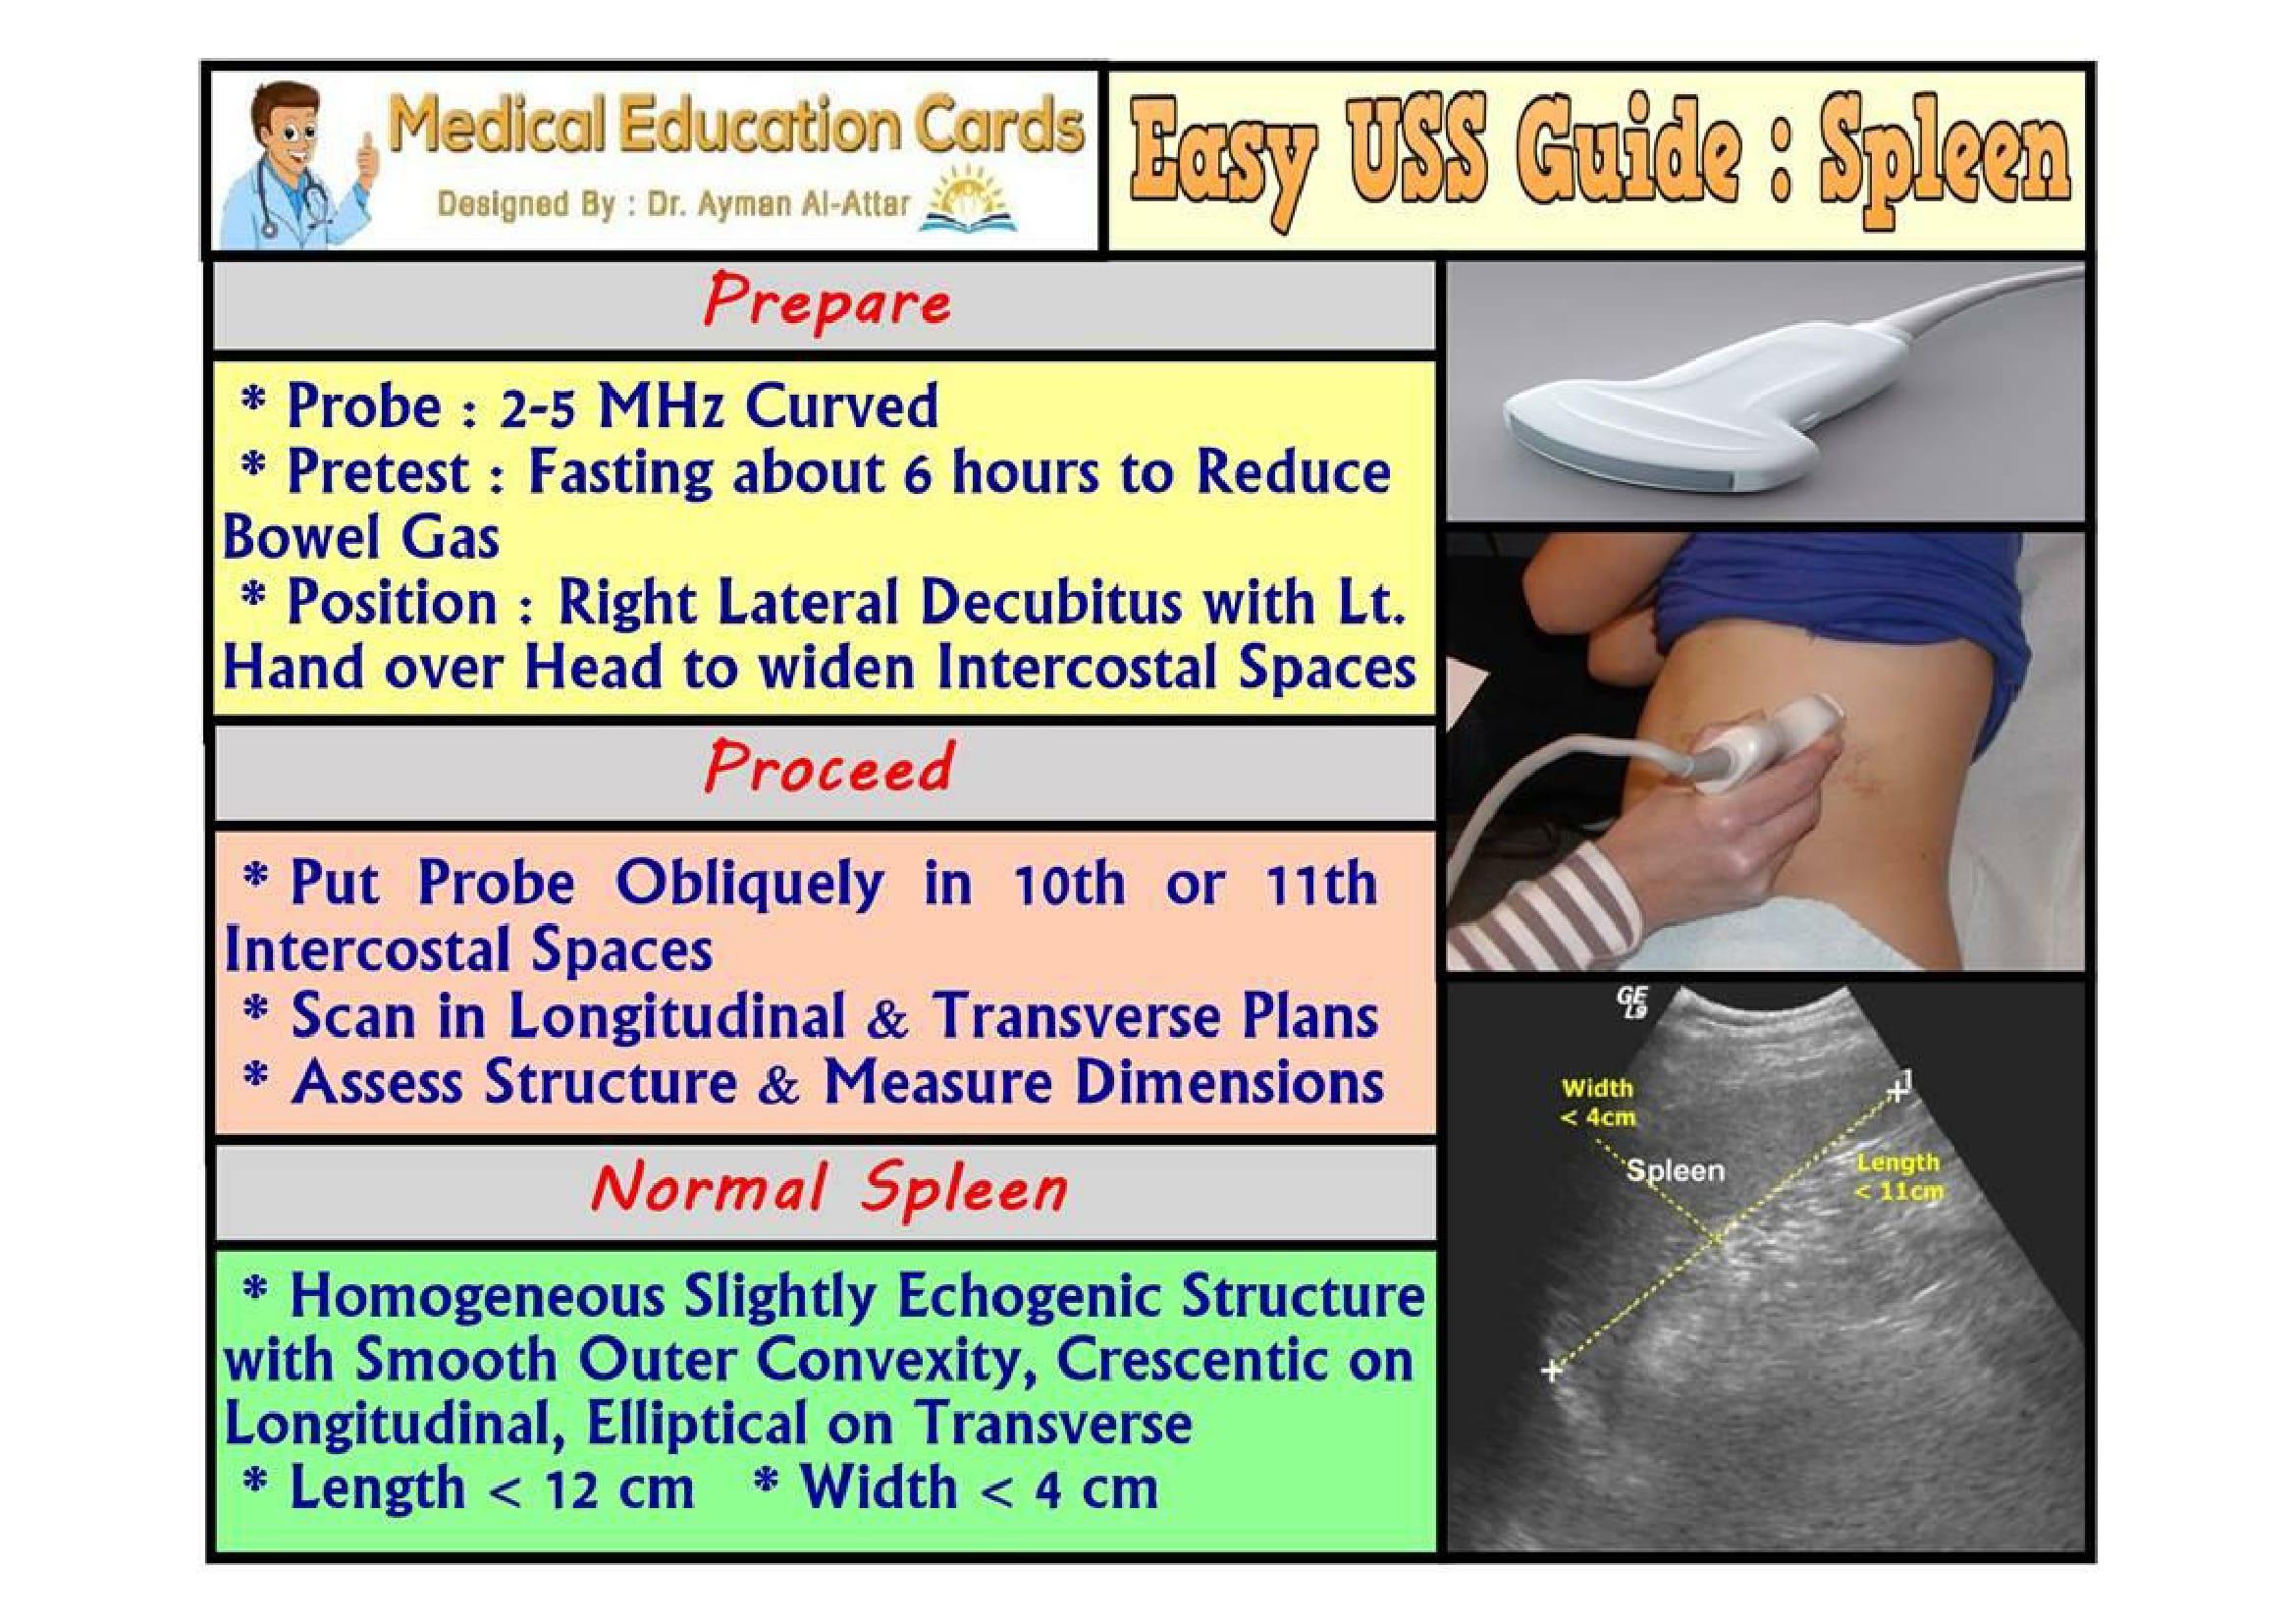 Medical Education Cards
Designed By : Dr. Ayman Al-Attar
Easy USS Guide : Spleen
Prepare
* Probe : 2-5 MHz Curved
* Pretest : Fasting about 6 hours to Reduce
Bowel Gas
* Position : Right Lateral Decubitus with Lt.
Hand over Head to widen Intercostal Spaces
Proceed
* Put Probe Obliquely in 10th or 11th
Intercostal Spaces
* Scan in Longitudinal & Transverse Plans
* Assess Structure & Measure Dimensions
Normal Spleen
* Homogeneous Slightly Echogenic Structure
with Smooth Outer Convexity, Crescentic on
Longitudinal, Elliptical on Transverse
* Length < 12 cm * Width < 4 cm
GE
L9
1
Width
< 4cm
Spleen
Length
< 11cm